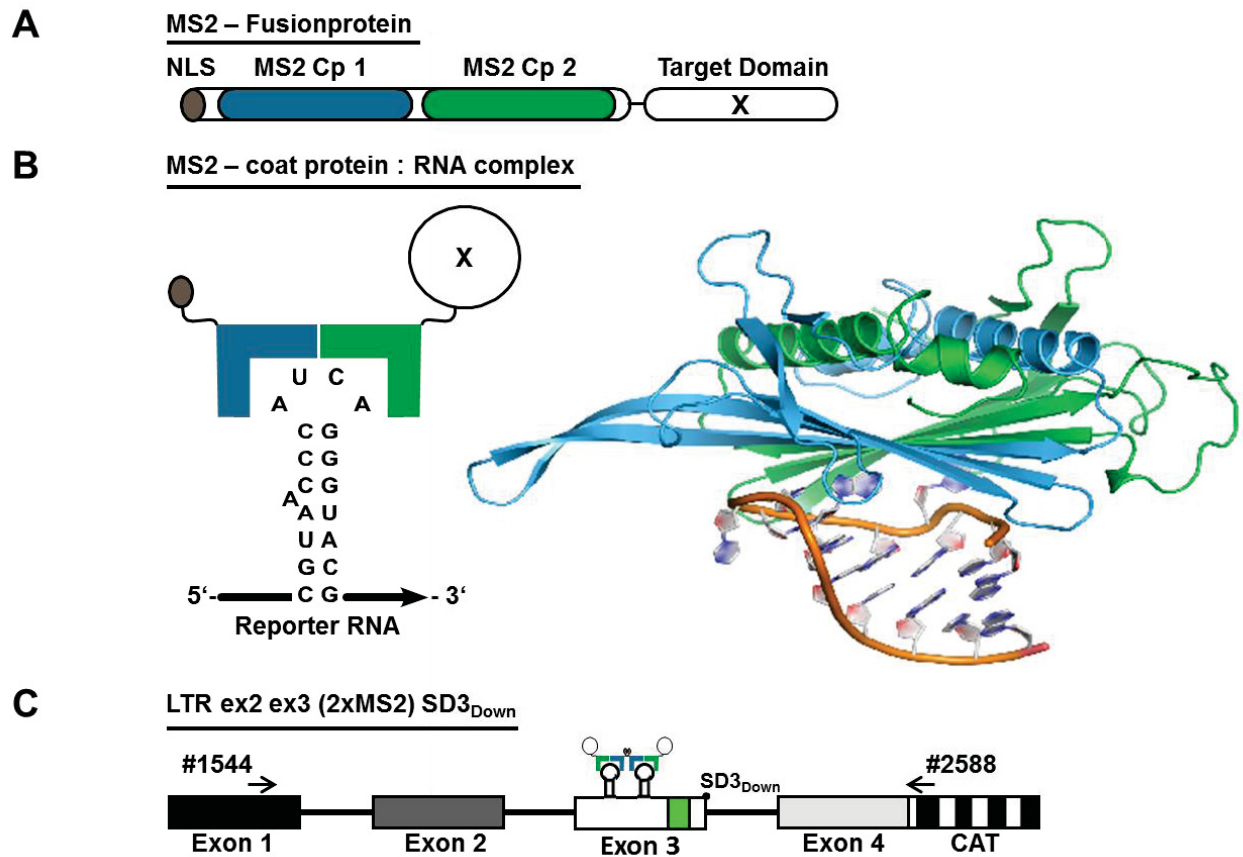 A
MS2 – Fusionprotein
NLS MS2 Cp 1 MS2 Cp 2 Target Domain
X
B
MS2 – coat protein : RNA complex
X
U C
A A
C G
C G
C G
A
A U
U A
G C
5‘- C G - 3‘
Reporter RNA
C
LTR ex2 ex3 (2xMS2) SD3Down
#1544 #2588
SD3Down
Exon 1 Exon 2 Exon 3 Exon 4 CAT